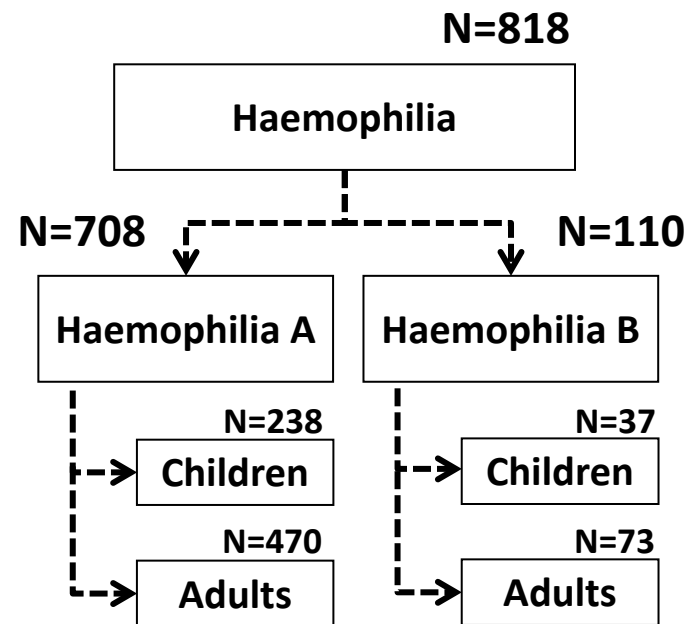 N=818
Haemophilia
N=708
N=110
Haemophilia A
Haemophilia B
N=238
N=37
Children
Children
N=470
N=73
Adults
Adults